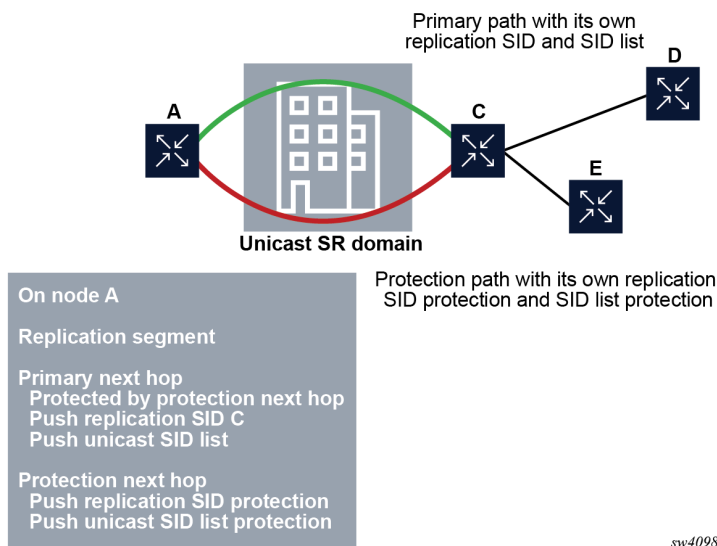 Primary path with its own
replication SID and SID list
D
A
C
E
Unicast SR domain
Protection path with its own replication
SID protection and SID list protection
On node A
Replication segment
Primary next hop
Protected by protection next hop
Push replication SID C
Push unicast SID list
Protection next hop
Push replication SID protection
Push unicast SID list protection
sw4098